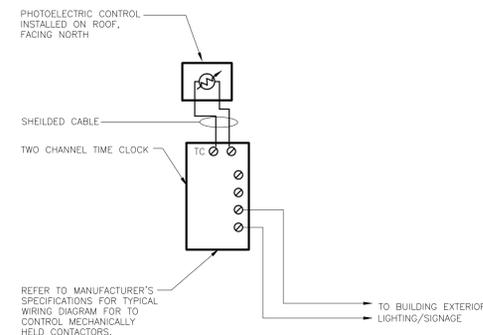 PHOTOELECTRIC CONTROL
INSTALLED ON ROOF,
FACING NORTH
SHEILDED CABLE
TWO CHANNEL TIME CLOCK
TC
REFER TO MANUFACTURER'S
SPECIFICATIONS FOR TYPICAL
WIRING DIAGRAM FOR TO
CONTROL MECHANICALLY
HELD CONTACTORS.
TO BUILDING EXTERIOR
LIGHTING/SIGNAGE